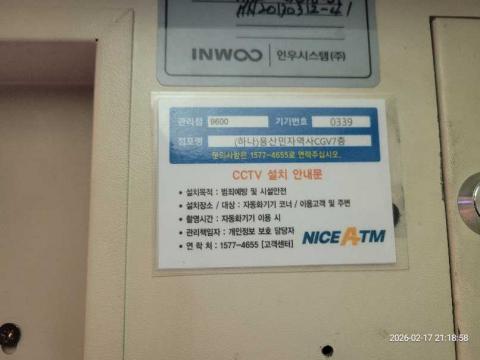 HN20170312-41
INWOO | 인우시스템(주)
관리점 9600 기기번호 0339
점포명 (하나)용산민자역사CGV7층
문의사항은 1577-4655로 연락주십시오.
CCTV 설치 안내문
• 설치목적 : 범죄예방 및 시설안전
• 설치장소 / 대상 : 자동화기기 코너 / 이용고객 및 주변
• 촬영시간 : 자동화기기 이용 시
• 관리책임자 : 개인정보 보호 담당자
• 연 락 처 : 1577-4655 [고객센터]
NICE ATM
2026-02-17 21:18:58